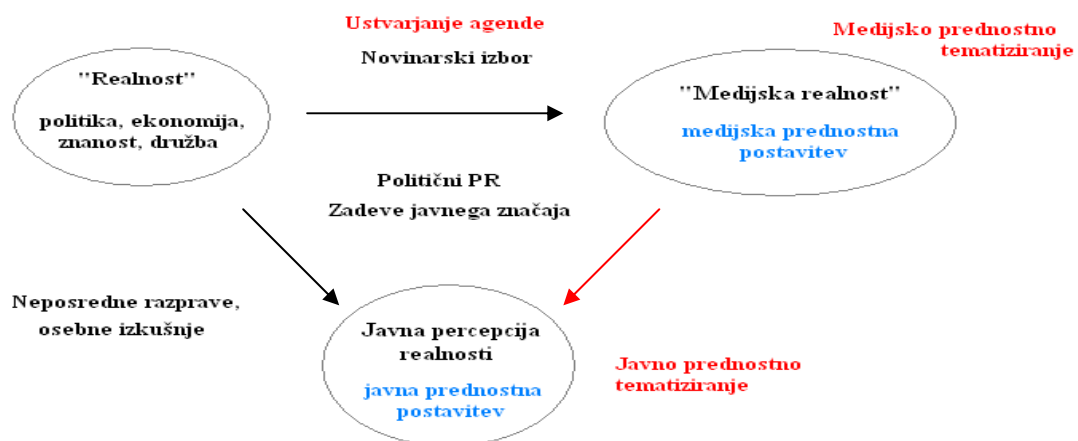 Ustvarjanje agende
Novinarski izbor
Medijsko prednostno
tematiziranje
"Realnost"
politika, ekonomija,
znanost, družba
"Medijska realnost"
medijska prednostna
postavitev
Politični PR
Zadeve javnega značaja
Neposredne razprave,
osebne izkušnje
Javna percepcija
realnosti
javna prednostna
postavitev
Javno prednostno
tematiziranje